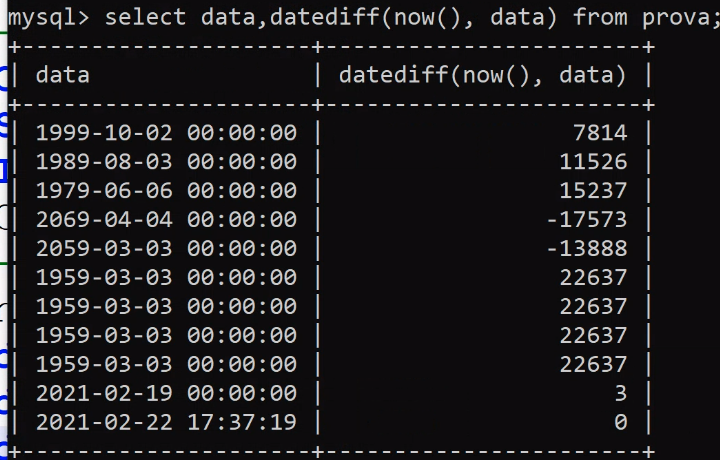 mysql> select data,datediff(now(), data) from prova;
+---------------------+-----------------------+
| data                | datediff(now(), data) |
+---------------------+-----------------------+
| 1999-10-02 00:00:00 |                  7814 |
| 1989-08-03 00:00:00 |                 11526 |
| 1979-06-06 00:00:00 |                 15237 |
| 2069-04-04 00:00:00 |                -17573 |
| 2059-03-03 00:00:00 |                -13888 |
| 1959-03-03 00:00:00 |                 22637 |
| 1959-03-03 00:00:00 |                 22637 |
| 1959-03-03 00:00:00 |                 22637 |
| 1959-03-03 00:00:00 |                 22637 |
| 2021-02-19 00:00:00 |                     3 |
| 2021-02-22 17:37:19 |                     0 |
+---------------------+-----------------------+